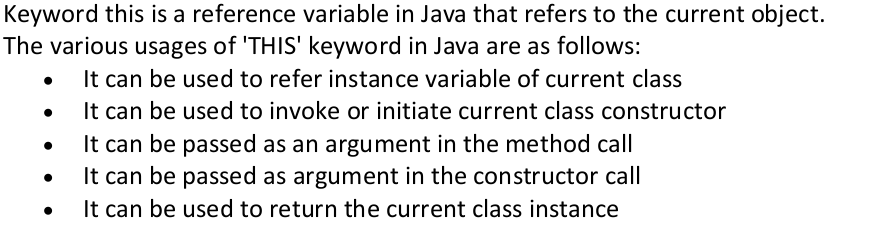 Keyword this is a reference variable in Java that refers to the current object.
The various usages of 'THIS' keyword in Java are as follows:
• It can be used to refer instance variable of current class
• It can be used to invoke or initiate current class constructor
• It can be passed as an argument in the method call
• It can be passed as argument in the constructor call
• It can be used to return the current class instance